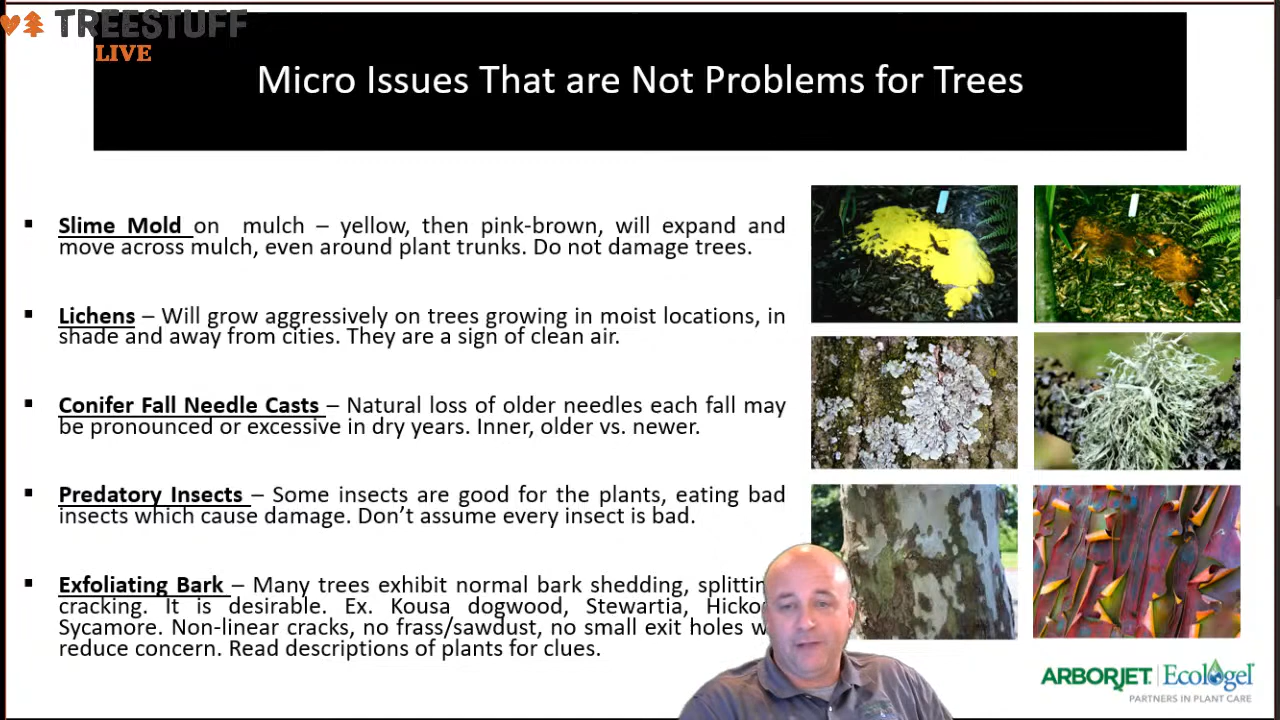 TREESTUFF
LIVE
Micro Issues That are Not Problems for Trees
▪ Slime Mold on mulch – yellow, then pink-brown, will expand and
move across mulch, even around plant trunks. Do not damage trees.
▪ Lichens – Will grow aggressively on trees growing in moist locations, in
shade and away from cities. They are a sign of clean air.
▪ Conifer Fall Needle Casts – Natural loss of older needles each fall may
be pronounced or excessive in dry years. Inner, older vs. newer.
▪ Predatory Insects – Some insects are good for the plants, eating bad
insects which cause damage. Don’t assume every insect is bad.
▪ Exfoliating Bark – Many trees exhibit normal bark shedding,
cracking. It is desirable. Ex. Kousa dogwood, Stewartia,
Sycamore. Non-linear cracks, no frass/sawdust, no small exit holes
reduce concern. Read descriptions of plants for clues.
ARBORJET | Ecologel
PARTNERS IN PLANT CARE